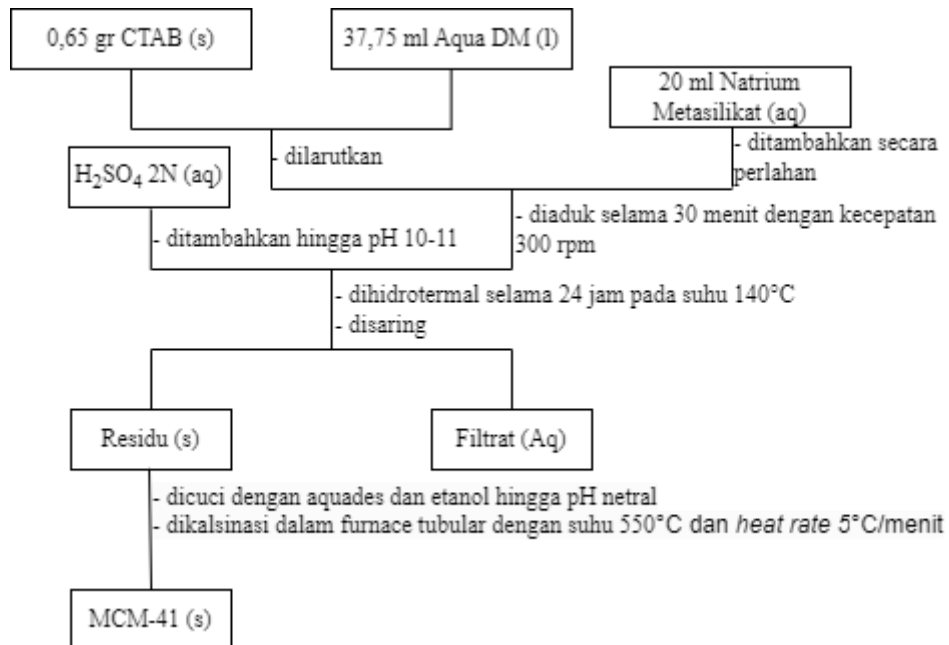 0,65 gr CTAB (s)
37,75 ml Aqua DM (l)
20 ml Natrium
Metasilikat (aq)
- dilarutkan
- ditambahkan secara
perlahan
H₂SO₄ 2N (aq)
- ditambahkan hingga pH 10-11
- diaduk selama 30 menit dengan kecepatan
300 rpm
- dihidrotermal selama 24 jam pada suhu 140°C
- disaring
Residu (s)
Filtrat (Aq)
- dicuci dengan aquades dan etanol hingga pH netral
- dikalsinasi dalam furnace tubular dengan suhu 550°C dan heat rate 5°C/menit
MCM-41 (s)